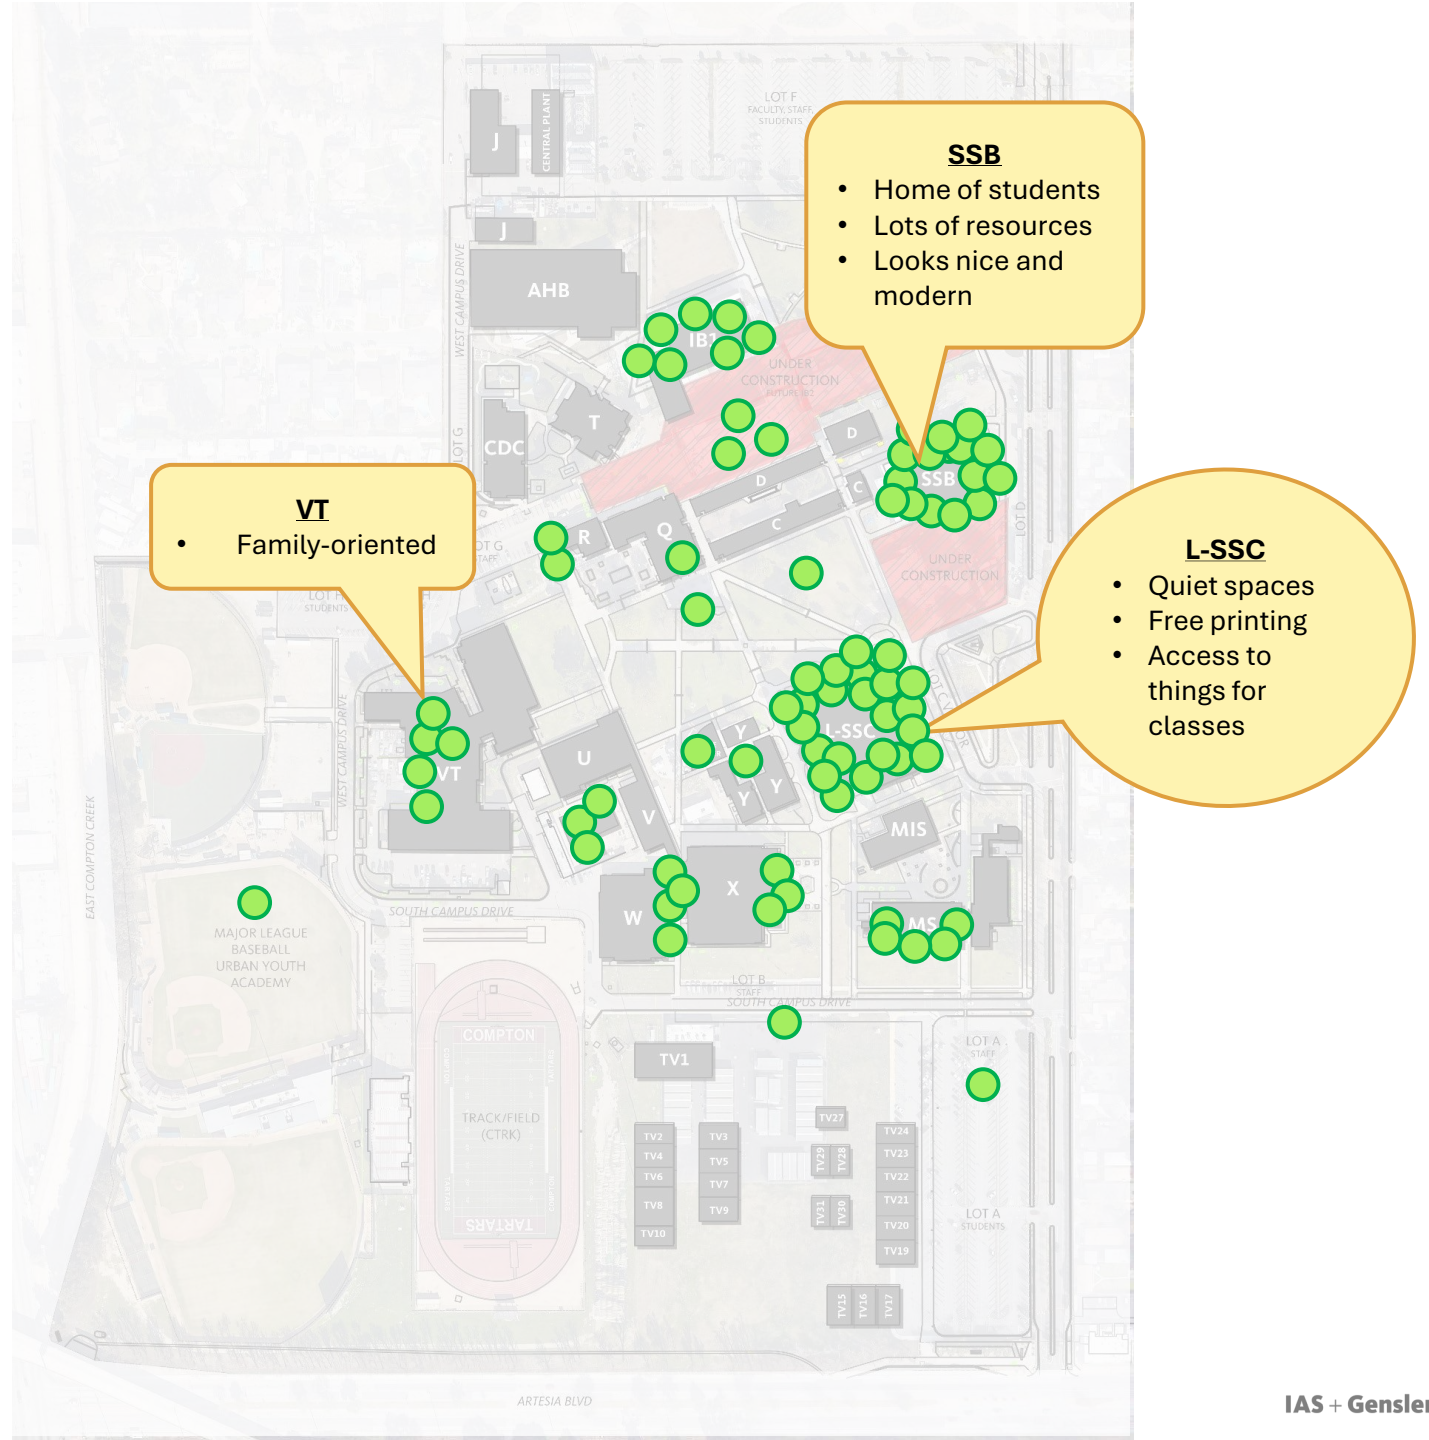 LOT F
FACULTY, STAFF,
STUDENTS
J
CENTRAL PLANT
SSB
• Home of students
• Lots of resources
• Looks nice and
modern
J
WEST CAMPUS DRIVE
AHB
IB1
UNDER
CONSTRUCTION
FUTURE IB2
T
CDC
LOT G
D
D
C
C
SSB
LOT D
VT
• Family-oriented
R
Q
STAFF
UNDER
CONSTRUCTION
L-SSC
• Quiet spaces
• Free printing
• Access to
things for
classes
STUDENTS
WEST CAMPUS DRIVE
VT
U
V
Y
Y
Y
L-SSC
MIS
EAST COMPTON CREEK
SOUTH CAMPUS DRIVE
W
X
MS
MAJOR LEAGUE
BASEBALL
URBAN YOUTH
ACADEMY
LOT B
STAFF
SOUTH CAMPUS DRIVE
COMPTON
TV1
LOT A
STAFF
TRACK/FIELD
(CTRK)
TARTARS
TV2
TV4
TV6
TV8
TV10
TV3
TV5
TV7
TV9
TV27
TV29
TV28
TV31
TV30
TV24
TV23
TV22
TV21
TV20
TV19
LOT A
STUDENTS
TV15
TV16
TV17
ARTESIA BLVD
IAS + Gensler